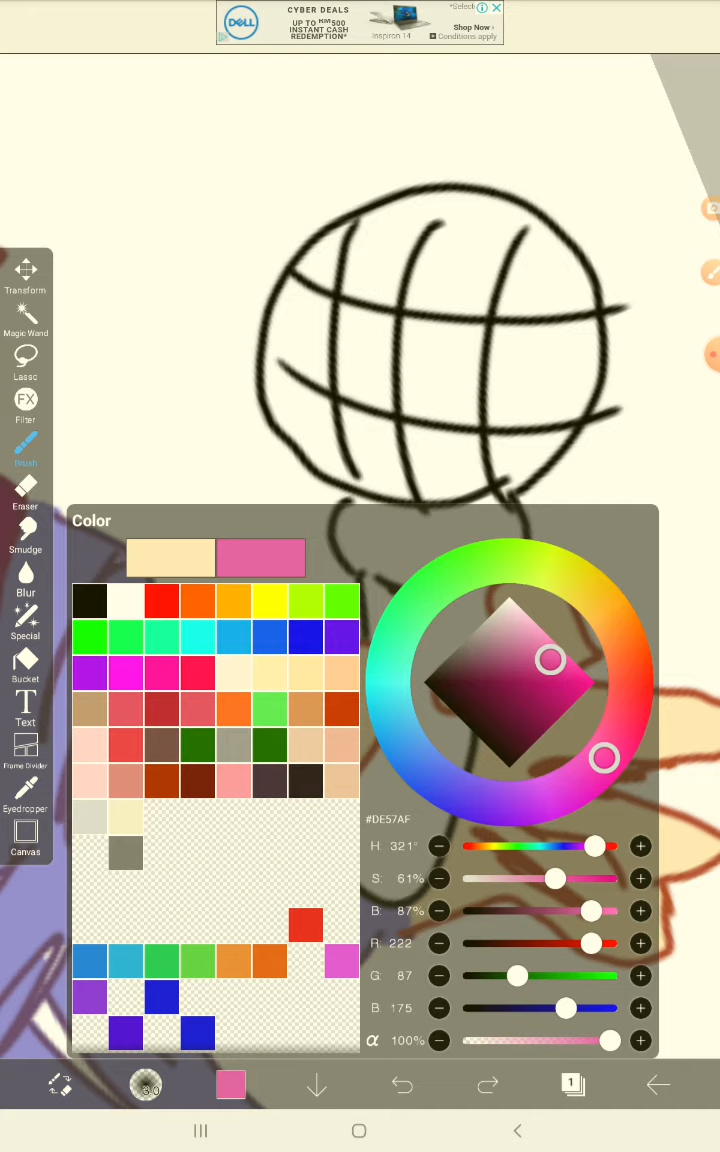 DELL
CYBER DEALS
UP TO RM500
INSTANT CASH
REDEMPTION*
Inspiron 14
*Select
Shop Now ›
Conditions apply
Transform
Magic Wand
Lasso
FX
Filter
Brush
Eraser
Smudge
Blur
Special
Bucket
T
Text
Frame Divider
Eyedropper
Canvas
Color
#DE57AF
H: 321°
S: 61%
B: 87%
R: 222
G: 87
B: 175
α 100%
3.0
1